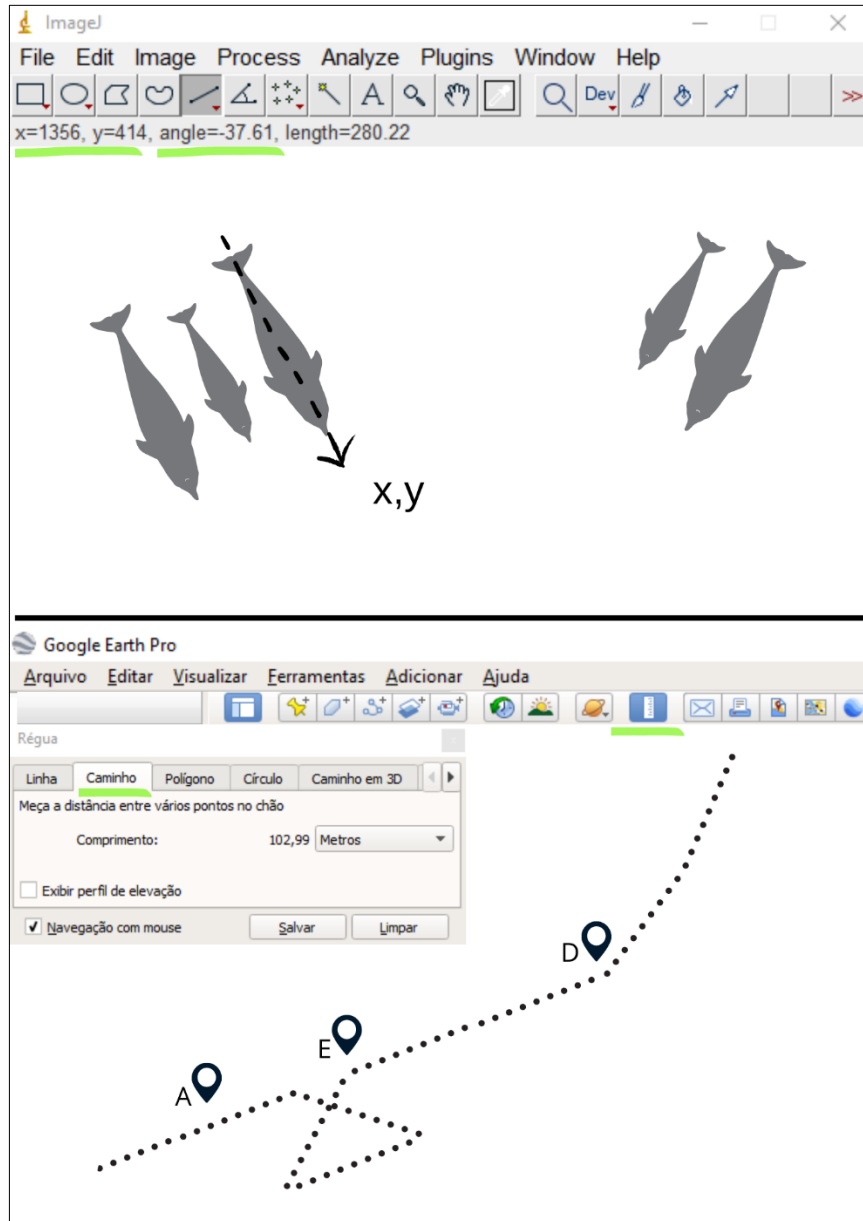 ImageJ
File Edit Image Process Analyze Plugins Window Help
A Dev >>
x=1356, y=414, angle=-37.61, length=280.22
x,y
Google Earth Pro
Arquivo Editar Visualizar Ferramentas Adicionar Ajuda
Régua
Linha Caminho Polígono Círculo Caminho em 3D
Meça a distância entre vários pontos no chão
Comprimento: 102,99 Metros
Exibir perfil de elevação
Navegação com mouse Salvar Limpar
D
E
A